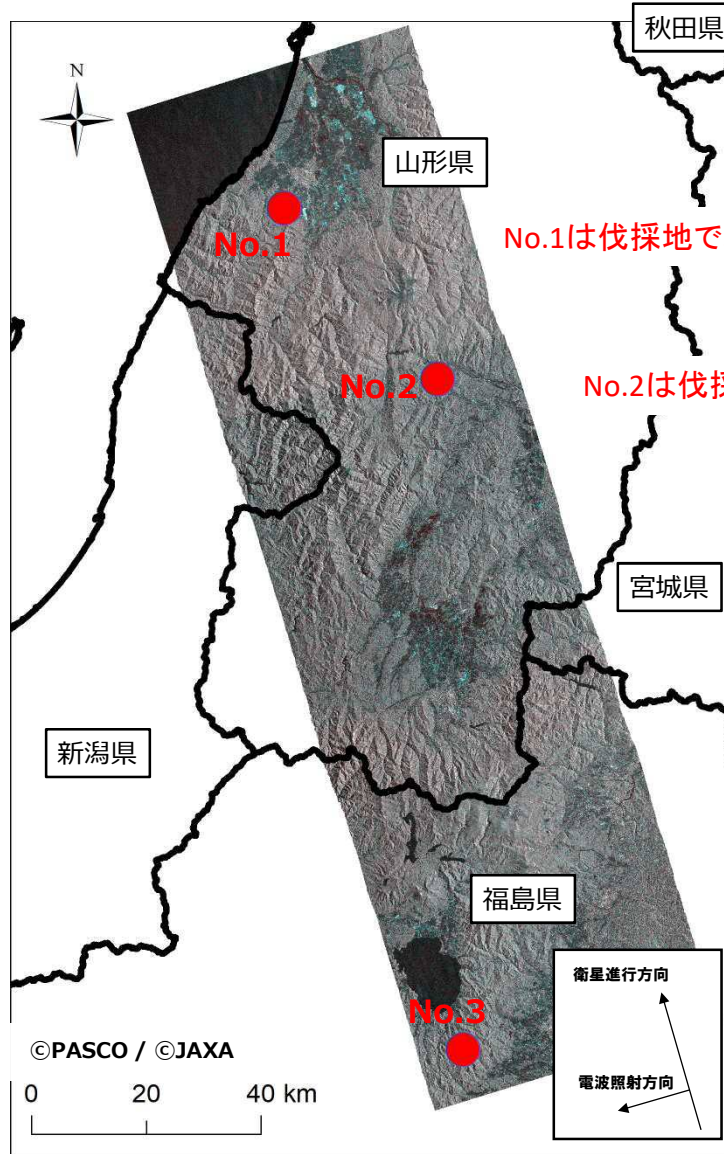 秋田県
N
山形県
No.1
No.1は伐採地で
No.2
No.2は伐採
宮城県
新潟県
福島県
衛星進行方向
No.3
©PASCO / ©JAXA
電波照射方向
0 20 40 km